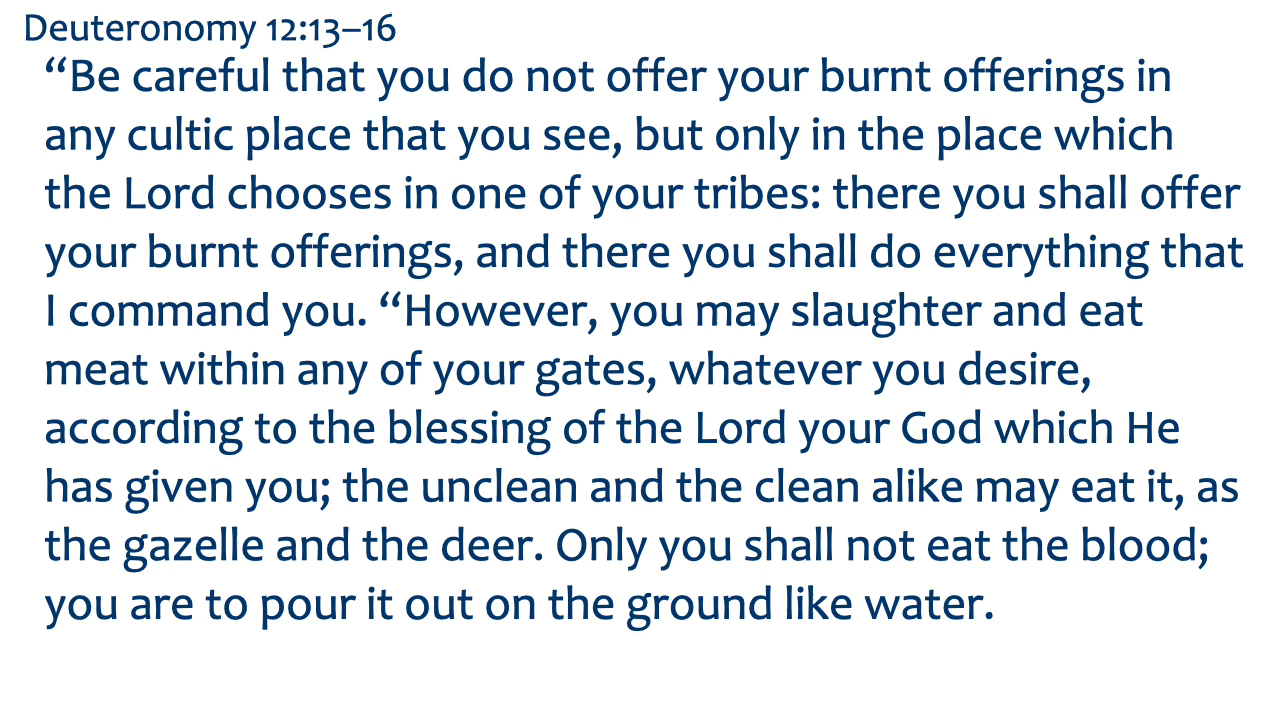 Deuteronomy 12:13–16
“Be careful that you do not offer your burnt offerings in
any cultic place that you see, but only in the place which
the Lord chooses in one of your tribes: there you shall offer
your burnt offerings, and there you shall do everything that
I command you. “However, you may slaughter and eat
meat within any of your gates, whatever you desire,
according to the blessing of the Lord your God which He
has given you; the unclean and the clean alike may eat it, as
the gazelle and the deer. Only you shall not eat the blood;
you are to pour it out on the ground like water.